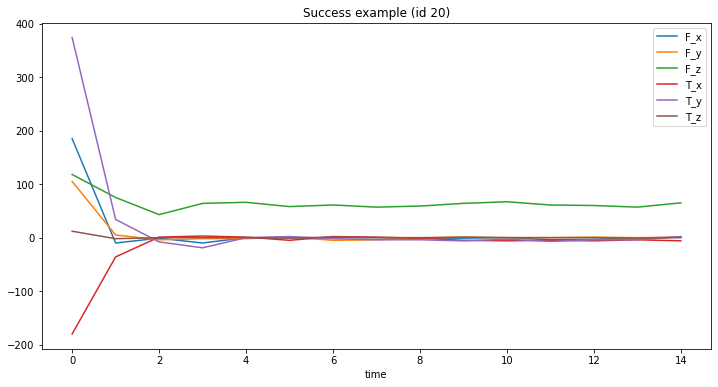 Success example (id 20)
400
300
200
100
0
−100
−200
0 2 4 6 8 10 12 14
time
F_x
F_y
F_z
T_x
T_y
T_z